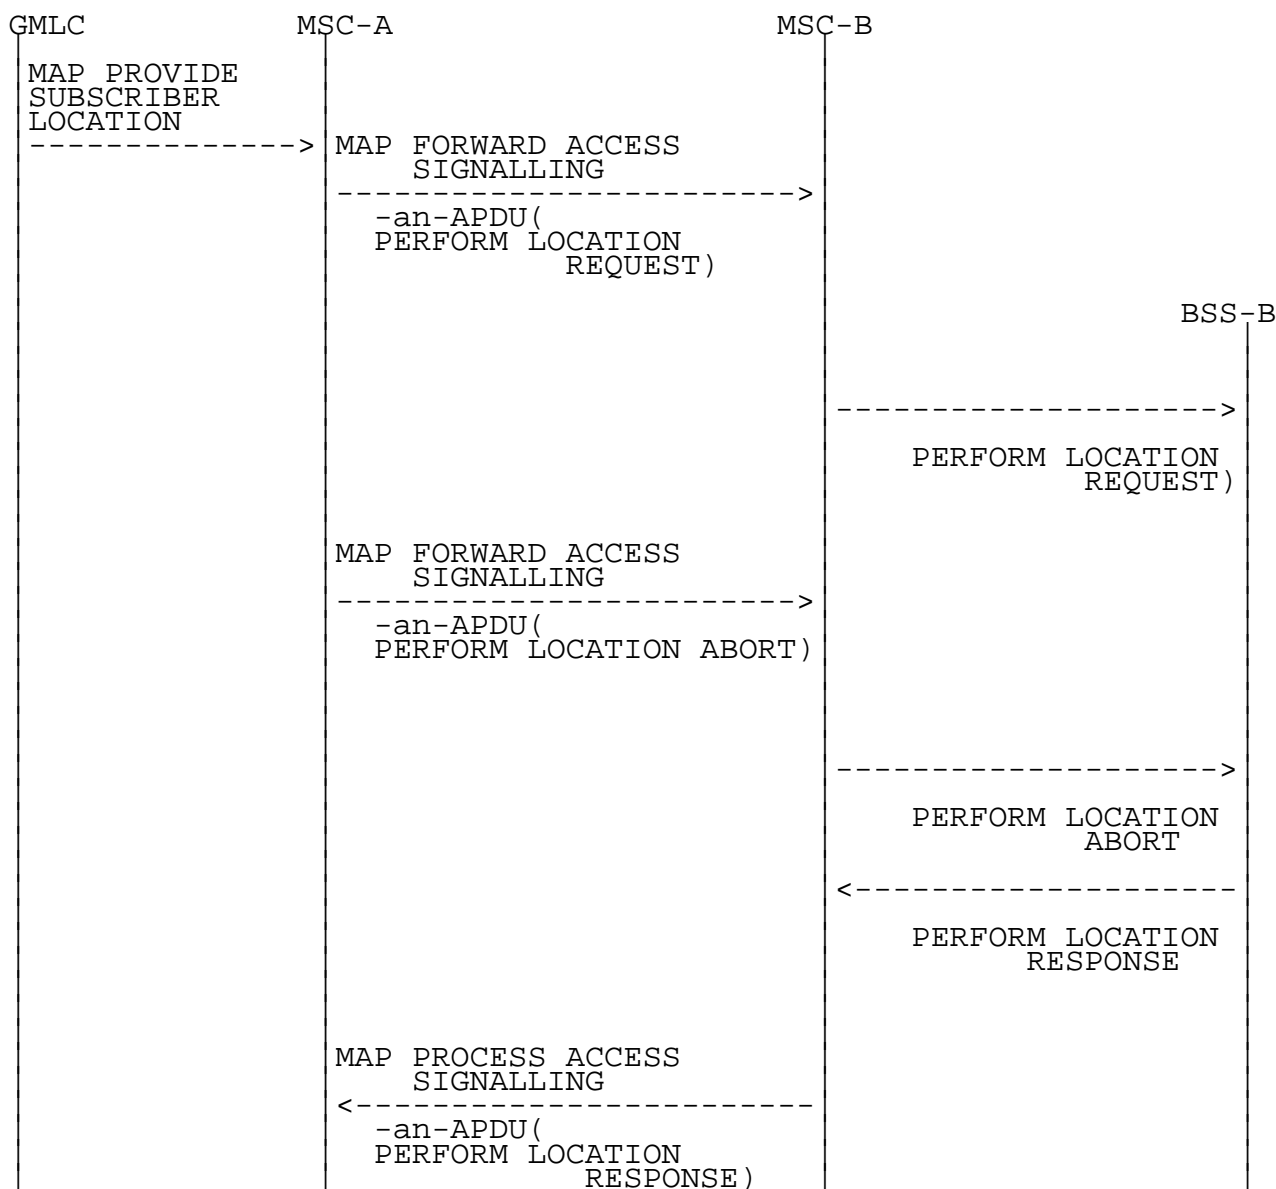 GMLC MSC-A MSC-B
MAP PROVIDE
SUBSCRIBER
LOCATION
--------------> MAP FORWARD ACCESS
SIGNALLING
------------------------>
-an-APDU(
PERFORM LOCATION
REQUEST)
BSS-B
-------------------->
PERFORM LOCATION
REQUEST)
MAP FORWARD ACCESS
SIGNALLING
------------------------>
-an-APDU(
PERFORM LOCATION ABORT)
-------------------->
PERFORM LOCATION
ABORT
<--------------------
PERFORM LOCATION
RESPONSE
MAP PROCESS ACCESS
SIGNALLING
<------------------------
-an-APDU(
PERFORM LOCATION
RESPONSE)